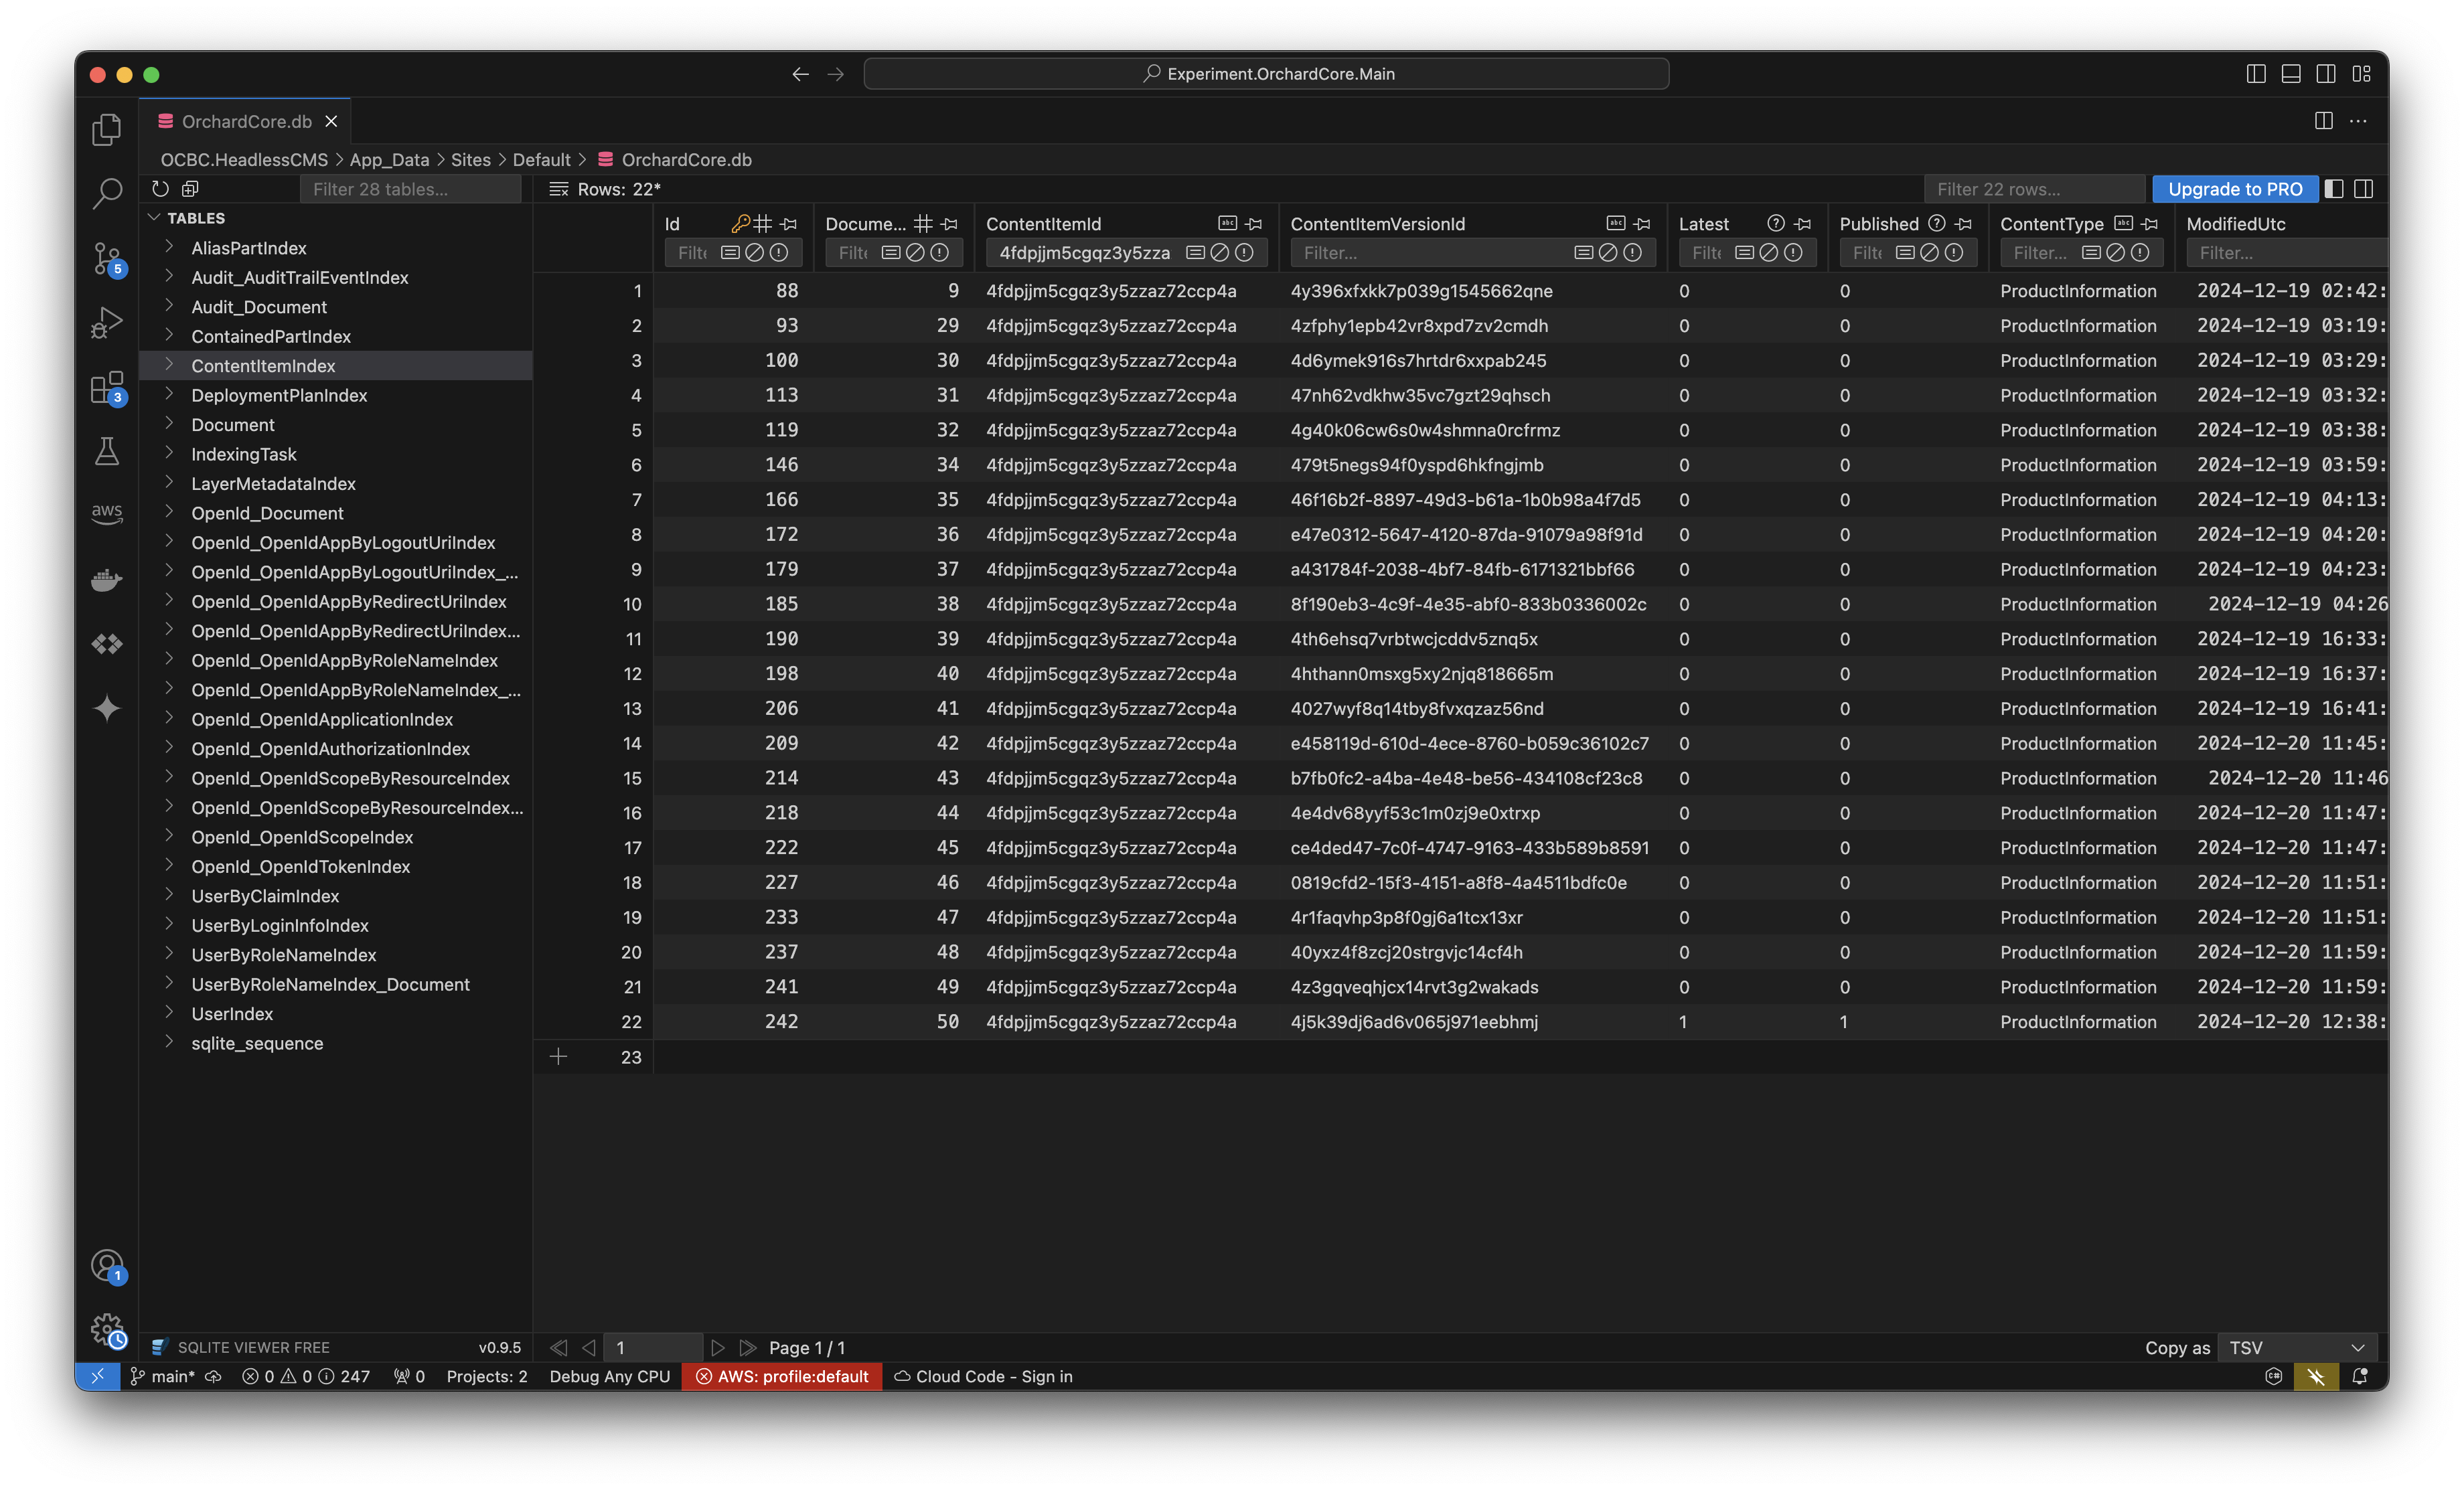 Experiment.OrchardCore.Main
OrchardCore.db
OCBC.HeadlessCMS > App_Data > Sites > Default > OrchardCore.db
Filter 28 tables... Rows: 22* Filter 22 rows... Upgrade to PRO
TABLES
AliasPartIndex
Audit_AuditTrailEventIndex
Audit_Document
ContainedPartIndex
ContentItemIndex
DeploymentPlanIndex
Document
IndexingTask
LayerMetadataIndex
OpenId_Document
OpenId_OpenIdAppByLogoutUriIndex
OpenId_OpenIdAppByLogoutUriIndex_...
OpenId_OpenIdAppByRedirectUriIndex
OpenId_OpenIdAppByRedirectUriIndex...
OpenId_OpenIdAppByRoleNameIndex
OpenId_OpenIdAppByRoleNameIndex_...
OpenId_OpenIdApplicationIndex
OpenId_OpenIdAuthorizationIndex
OpenId_OpenIdScopeByResourceIndex
OpenId_OpenIdScopeByResourceIndex...
OpenId_OpenIdScopeIndex
OpenId_OpenIdTokenIndex
UserByClaimIndex
UserByLoginInfoIndex
UserByRoleNameIndex
UserByRoleNameIndex_Document
UserIndex
sqlite_sequence
5
3
aws
1
Id Docume... ContentItemId ContentItemVersionId Latest Published ContentType ModifiedUtc
Filte Filte 4fdpjjm5cgqz3y5zza Filter... Filte Filte Filter... Filter...
1 88 9 4fdpjjm5cgqz3y5zzaz72ccp4a 4y396xfxkk7p039g1545662qne 0 0 ProductInformation 2024-12-19 02:42:
2 93 29 4fdpjjm5cgqz3y5zzaz72ccp4a 4zfphy1epb42vr8xpd7zv2cmdh 0 0 ProductInformation 2024-12-19 03:19:
3 100 30 4fdpjjm5cgqz3y5zzaz72ccp4a 4d6ymek916s7hrtdr6xxpab245 0 0 ProductInformation 2024-12-19 03:29:
4 113 31 4fdpjjm5cgqz3y5zzaz72ccp4a 47nh62vdkhw35vc7gzt29qhsch 0 0 ProductInformation 2024-12-19 03:32:
5 119 32 4fdpjjm5cgqz3y5zzaz72ccp4a 4g40k06cw6s0w4shmna0rcfrmz 0 0 ProductInformation 2024-12-19 03:38:
6 146 34 4fdpjjm5cgqz3y5zzaz72ccp4a 479t5negs94f0yspd6hkfngjmb 0 0 ProductInformation 2024-12-19 03:59:
7 166 35 4fdpjjm5cgqz3y5zzaz72ccp4a 46f16b2f-8897-49d3-b61a-1b0b98a4f7d5 0 0 ProductInformation 2024-12-19 04:13:
8 172 36 4fdpjjm5cgqz3y5zzaz72ccp4a e47e0312-5647-4120-87da-91079a98f91d 0 0 ProductInformation 2024-12-19 04:20:
9 179 37 4fdpjjm5cgqz3y5zzaz72ccp4a a431784f-2038-4bf7-84fb-6171321bbf66 0 0 ProductInformation 2024-12-19 04:23:
10 185 38 4fdpjjm5cgqz3y5zzaz72ccp4a 8f190eb3-4c9f-4e35-abf0-833b0336002c 0 0 ProductInformation 2024-12-19 04:26
11 190 39 4fdpjjm5cgqz3y5zzaz72ccp4a 4th6ehsq7vrbtwcjcddv5znq5x 0 0 ProductInformation 2024-12-19 16:33:
12 198 40 4fdpjjm5cgqz3y5zzaz72ccp4a 4hthann0msxg5xy2njq818665m 0 0 ProductInformation 2024-12-19 16:37:
13 206 41 4fdpjjm5cgqz3y5zzaz72ccp4a 4027wyf8q14tby8fvxqzaz56nd 0 0 ProductInformation 2024-12-19 16:41:
14 209 42 4fdpjjm5cgqz3y5zzaz72ccp4a e458119d-610d-4ece-8760-b059c36102c7 0 0 ProductInformation 2024-12-20 11:45:
15 214 43 4fdpjjm5cgqz3y5zzaz72ccp4a b7fb0fc2-a4ba-4e48-be56-434108cf23c8 0 0 ProductInformation 2024-12-20 11:46
16 218 44 4fdpjjm5cgqz3y5zzaz72ccp4a 4e4dv68yyf53c1m0zj9e0xtrxp 0 0 ProductInformation 2024-12-20 11:47:
17 222 45 4fdpjjm5cgqz3y5zzaz72ccp4a ce4ded47-7c0f-4747-9163-433b589b8591 0 0 ProductInformation 2024-12-20 11:47:
18 227 46 4fdpjjm5cgqz3y5zzaz72ccp4a 0819cfd2-15f3-4151-a8f8-4a4511bdfc0e 0 0 ProductInformation 2024-12-20 11:51:
19 233 47 4fdpjjm5cgqz3y5zzaz72ccp4a 4r1faqvhp3p8f0gj6a1tcx13xr 0 0 ProductInformation 2024-12-20 11:51:
20 237 48 4fdpjjm5cgqz3y5zzaz72ccp4a 40yxz4f8zcj20strgvjc14cf4h 0 0 ProductInformation 2024-12-20 11:59:
21 241 49 4fdpjjm5cgqz3y5zzaz72ccp4a 4z3gqveqhjcx14rvt3g2wakads 0 0 ProductInformation 2024-12-20 11:59:
22 242 50 4fdpjjm5cgqz3y5zzaz72ccp4a 4j5k39dj6ad6v065j971eebhmj 1 1 ProductInformation 2024-12-20 12:38:
23
SQLITE VIEWER FREE v0.9.5 1 Page 1 / 1 Copy as TSV
main* 0 0 247 0 Projects: 2 Debug Any CPU AWS: profile:default Cloud Code - Sign in